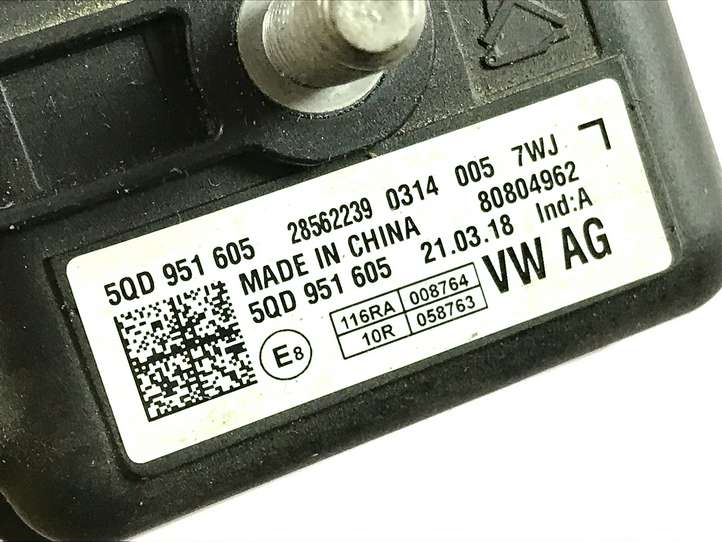 5QD 951 605 28562239 0314 005 7WJ
MADE IN CHINA 80804962
5QD 951 605 21.03.18 Ind:A
E8 116RA 008764 VW AG
10R 058763